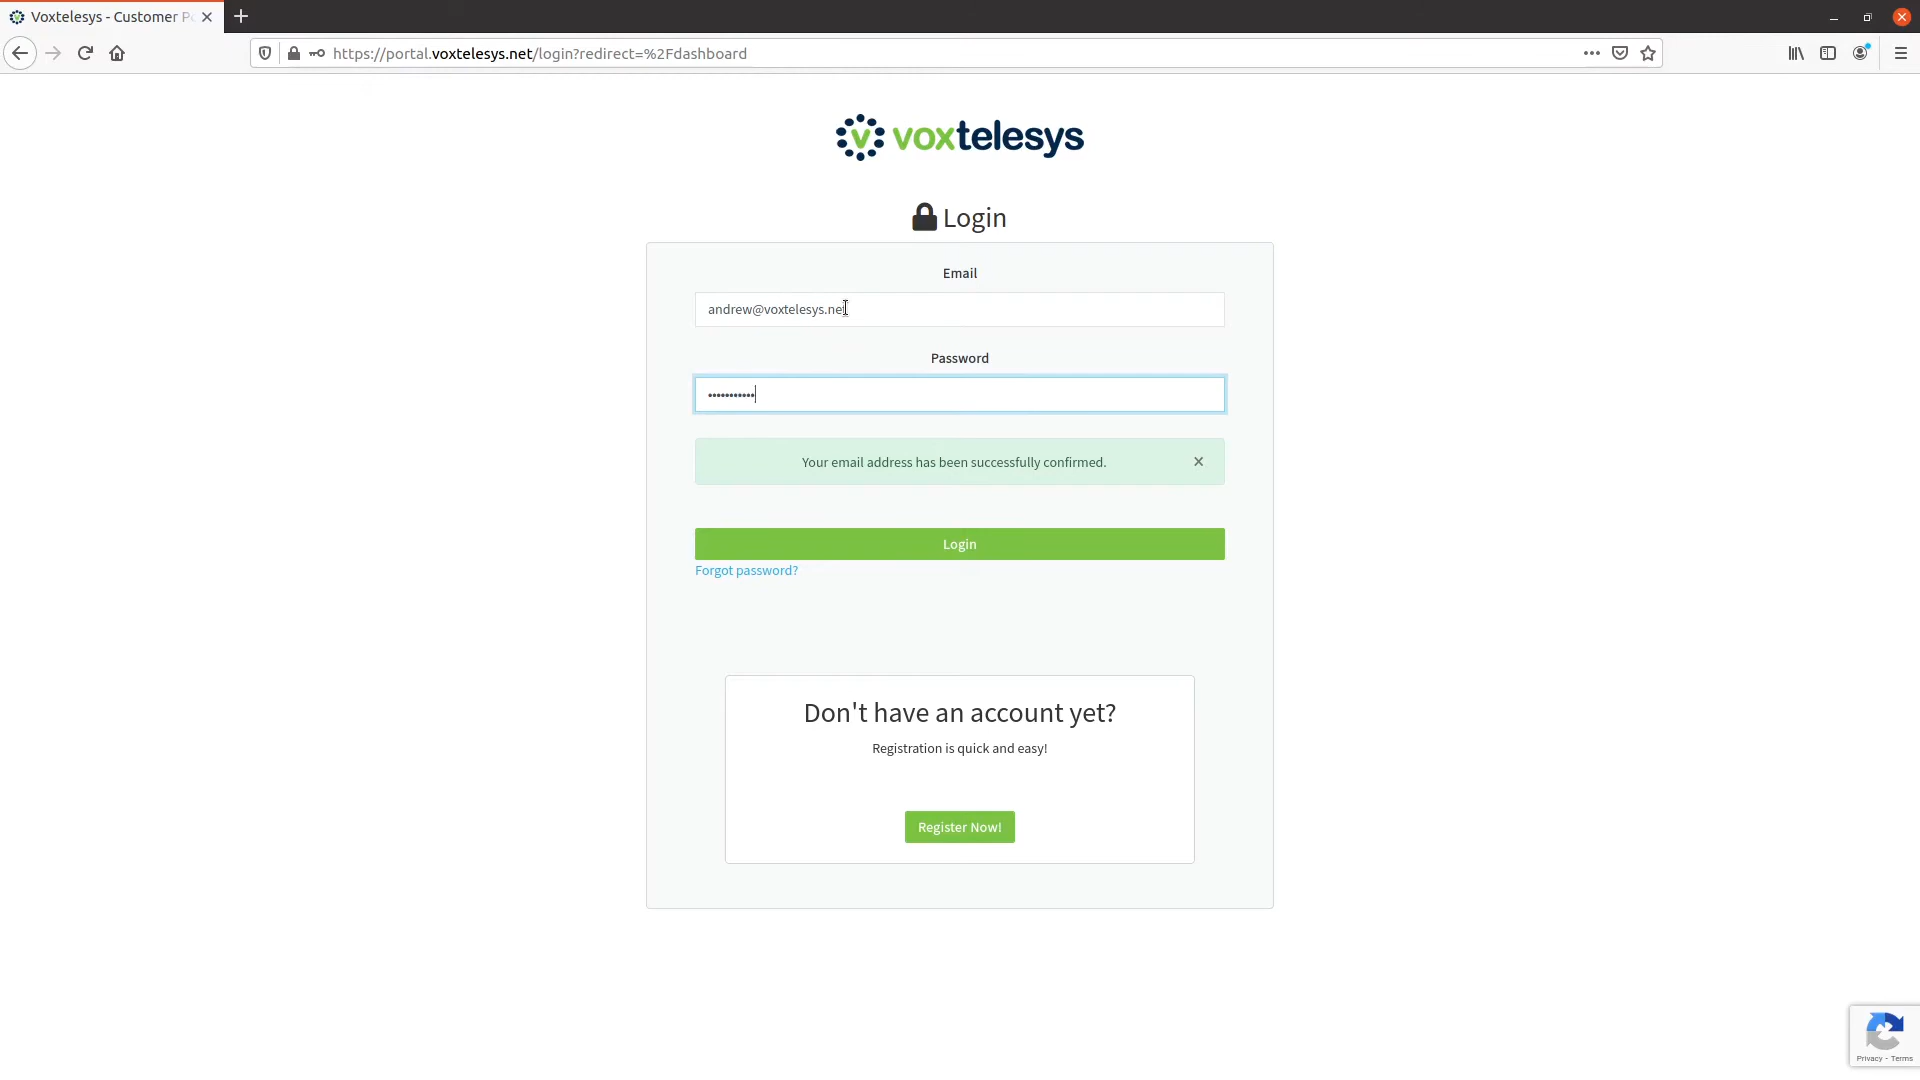 Voxtelesys - Customer P
https://portal.voxtelesys.net/login?redirect=%2Fdashboard
voxtelesys
Login
Email
andrew@voxtelesys.net
Password
•••••••••••
Your email address has been successfully confirmed.
Login
Forgot password?
Don't have an account yet?
Registration is quick and easy!
Register Now!
Privacy - Terms